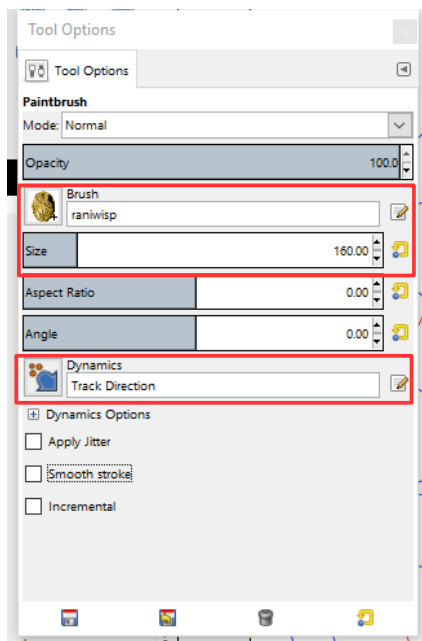 Tool Options
Tool Options
Paintbrush
Mode: Normal
Opacity 100.0
Brush
raniwisp
Size 160.00
Aspect Ratio 0.00
Angle 0.00
Dynamics
Track Direction
Dynamics Options
Apply Jitter
Smooth stroke
Incremental